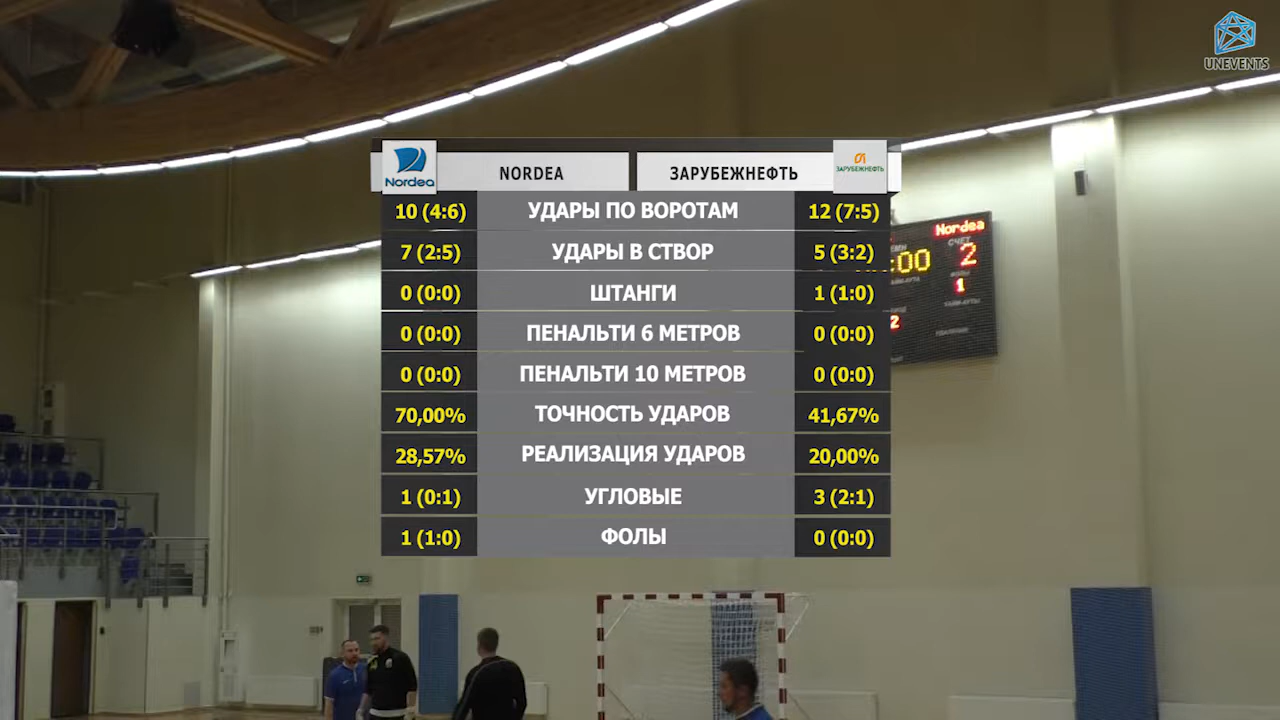 UNEVENTS
Nordea
NORDEA
ЗАРУБЕЖНЕФТЬ
ЗАРУБЕЖНЕФТЬ
10 (4:6) УДАРЫ ПО ВОРОТАМ 12 (7:5)
7 (2:5) УДАРЫ В СТВОР 5 (3:2)
0 (0:0) ШТАНГИ 1 (1:0)
0 (0:0) ПЕНАЛЬТИ 6 МЕТРОВ 0 (0:0)
0 (0:0) ПЕНАЛЬТИ 10 МЕТРОВ 0 (0:0)
70,00% ТОЧНОСТЬ УДАРОВ 41,67%
28,57% РЕАЛИЗАЦИЯ УДАРОВ 20,00%
1 (0:1) УГЛОВЫЕ 3 (2:1)
1 (1:0) ФОЛЫ 0 (0:0)
Nordea
СЧЕТ
:00 2
1
2